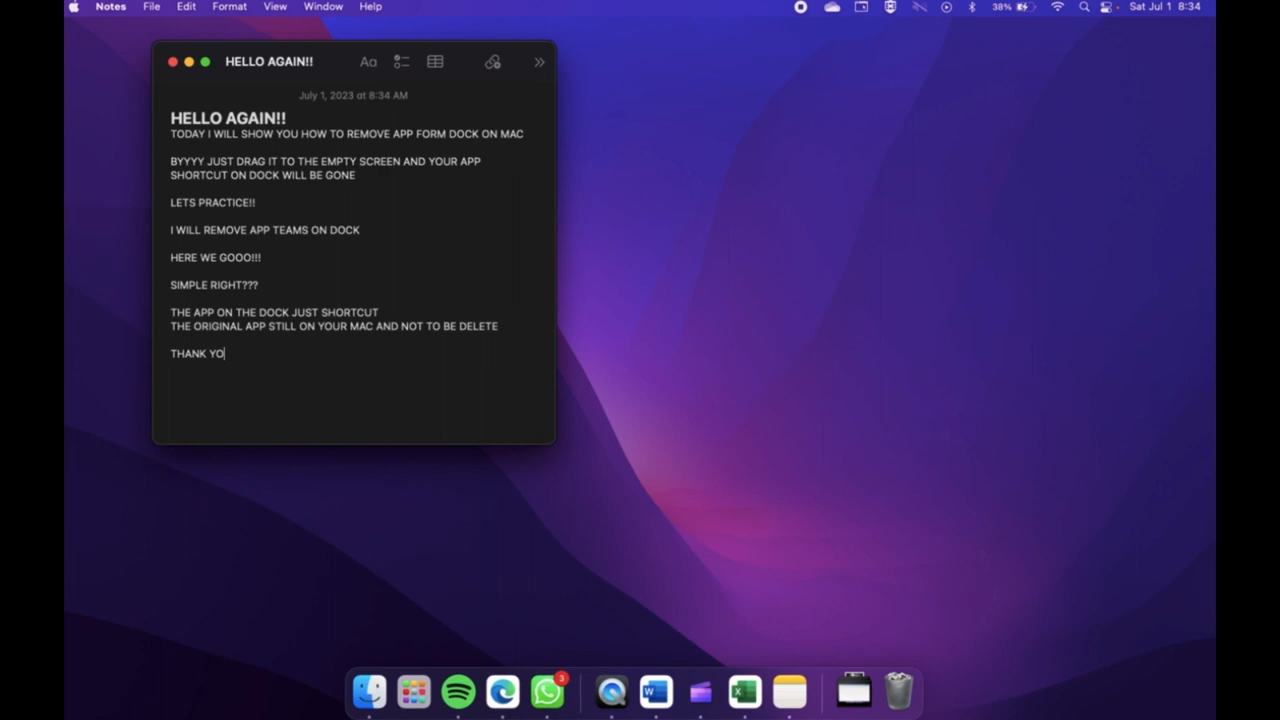 Notes File Edit Format View Window Help 38% Sat Jul 1 8:34
HELLO AGAIN!! Aa
July 1, 2023 at 8:34 AM
HELLO AGAIN!!
TODAY I WILL SHOW YOU HOW TO REMOVE APP FORM DOCK ON MAC
BYYYY JUST DRAG IT TO THE EMPTY SCREEN AND YOUR APP
SHORTCUT ON DOCK WILL BE GONE
LETS PRACTICE!!
I WILL REMOVE APP TEAMS ON DOCK
HERE WE GOOO!!!
SIMPLE RIGHT???
THE APP ON THE DOCK JUST SHORTCUT
THE ORIGINAL APP STILL ON YOUR MAC AND NOT TO BE DELETE
THANK YO
3
W X